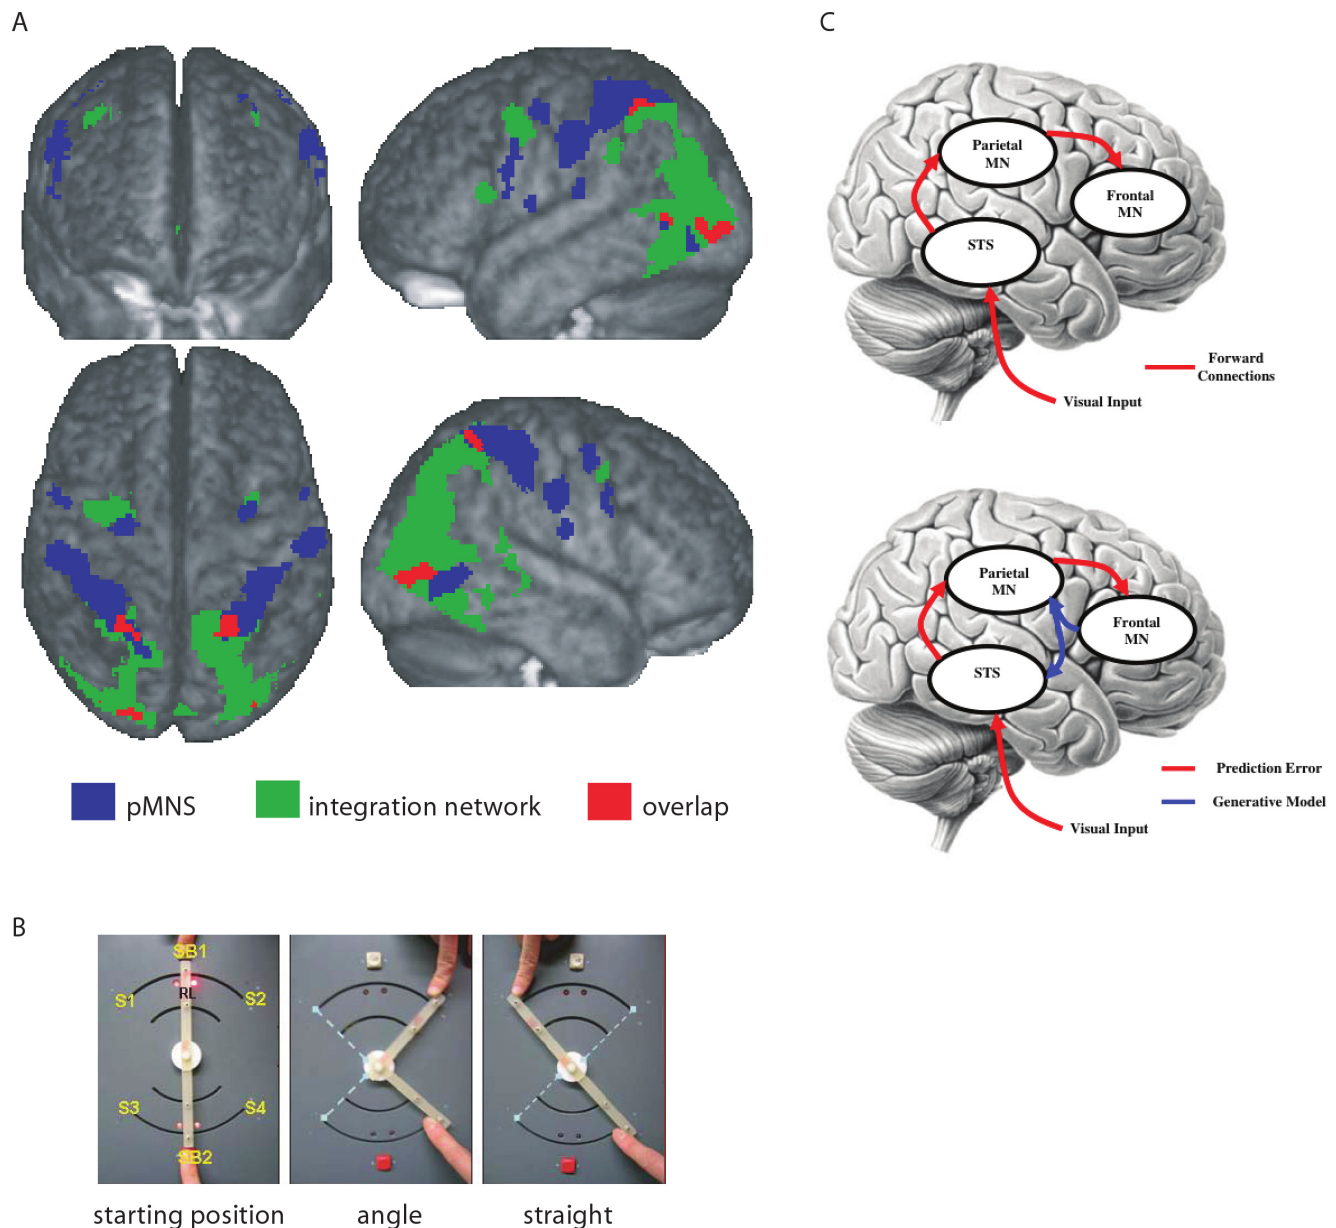 A
C
Parietal
MN
Frontal
MN
STS
Forward
Connections
Visual Input
Parietal
MN
Frontal
MN
STS
Prediction Error
Generative Model
Visual Input
pMNS
integration network
overlap
B
SB1
S1
RL
S2
S3
S4
SB2
starting position
angle
straight